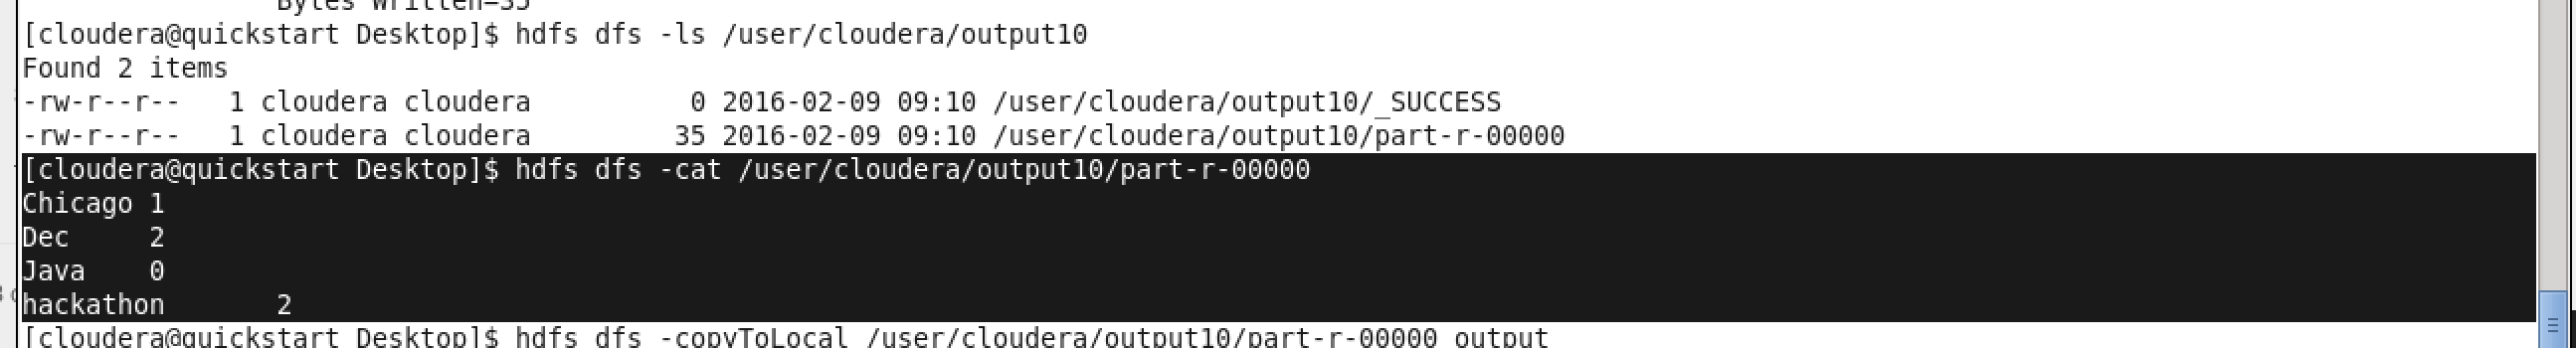 Bytes Written=35
[cloudera@quickstart Desktop]$ hdfs dfs -ls /user/cloudera/output10
Found 2 items
-rw-r--r--   1 cloudera cloudera          0 2016-02-09 09:10 /user/cloudera/output10/_SUCCESS
-rw-r--r--   1 cloudera cloudera         35 2016-02-09 09:10 /user/cloudera/output10/part-r-00000
[cloudera@quickstart Desktop]$ hdfs dfs -cat /user/cloudera/output10/part-r-00000
Chicago 1
Dec     2
Java    0
hackathon       2
[cloudera@quickstart Desktop]$ hdfs dfs -copyToLocal /user/cloudera/output10/part-r-00000 output